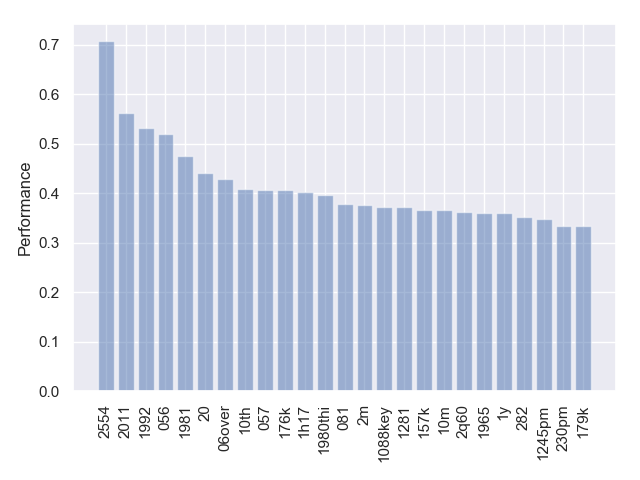 0.7
0.6
0.5
0.4
0.3
0.2
0.1
0.0
Performance
2554
2011
1992
056
1981
20
06over
10th
057
176k
1h17
1980thi
081
2m
1088key
1281
157k
10m
2q60
1965
1y
282
1245pm
230pm
179k